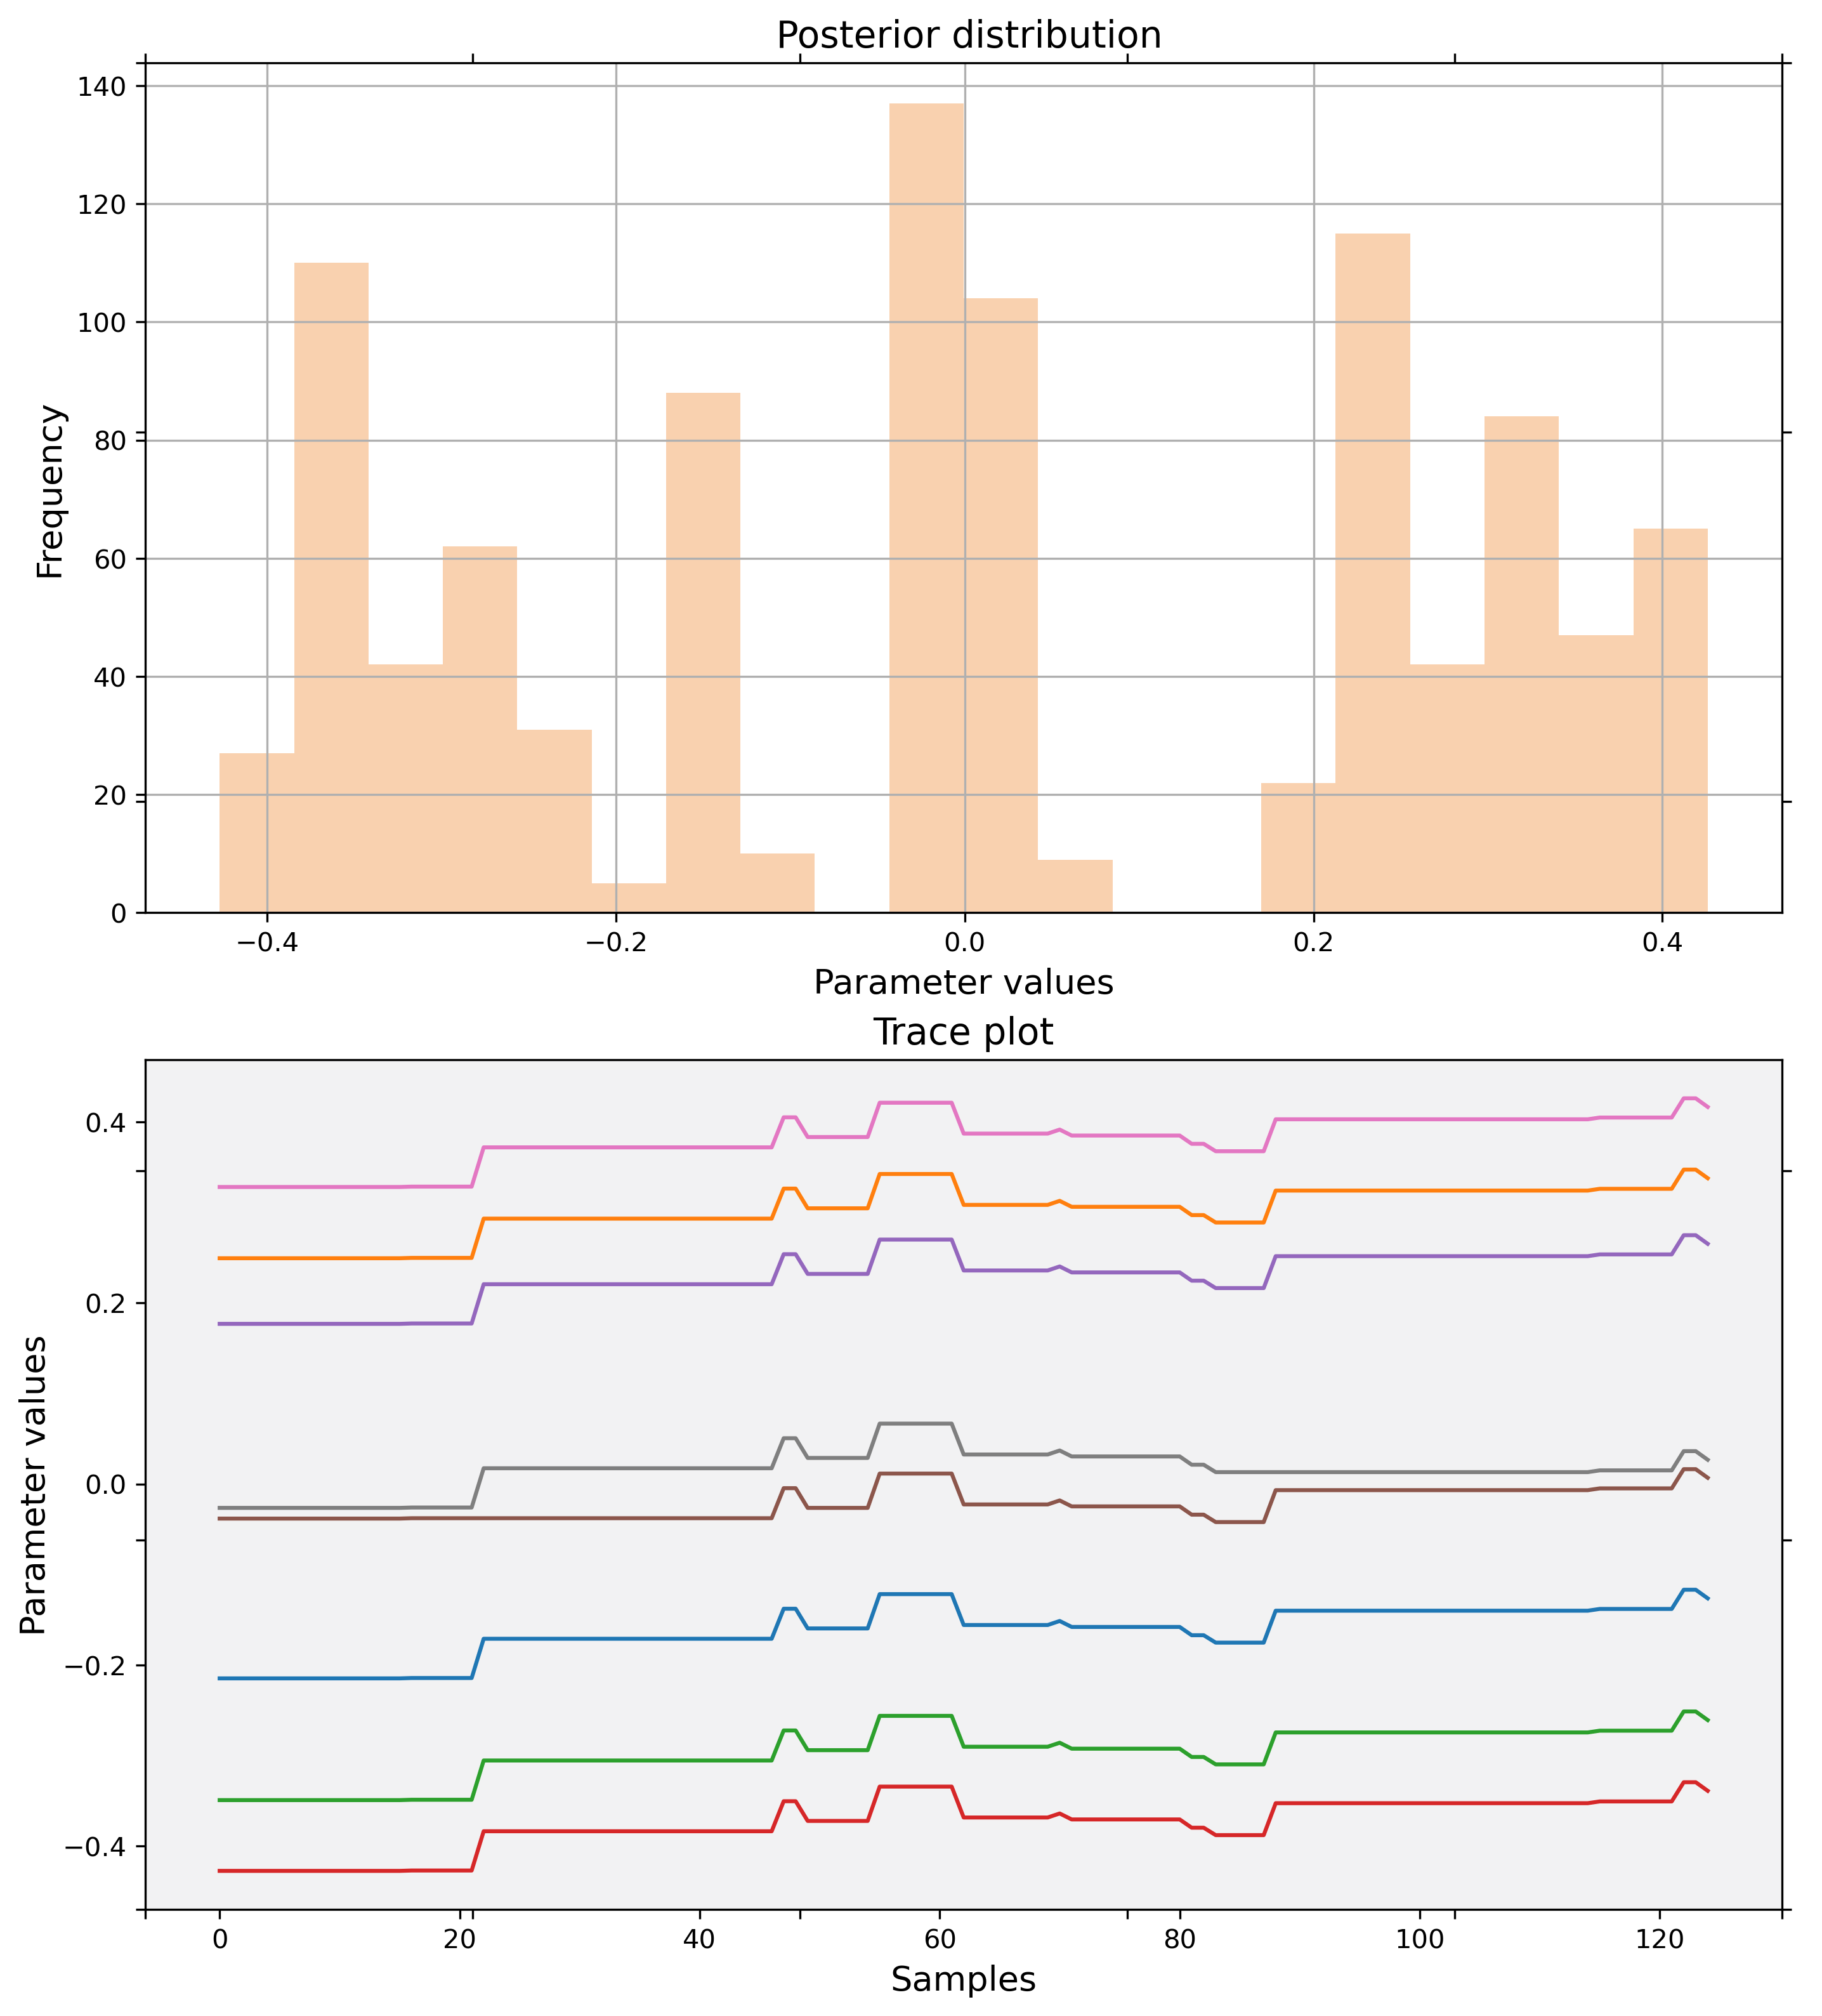 Posterior distribution
140
120
100
80
60
40
20
0
Frequency
−0.4 −0.2 0.0 0.2 0.4
Parameter values
Trace plot
0.4
0.2
0.0
−0.2
−0.4
Parameter values
0 20 40 60 80 100 120
Samples